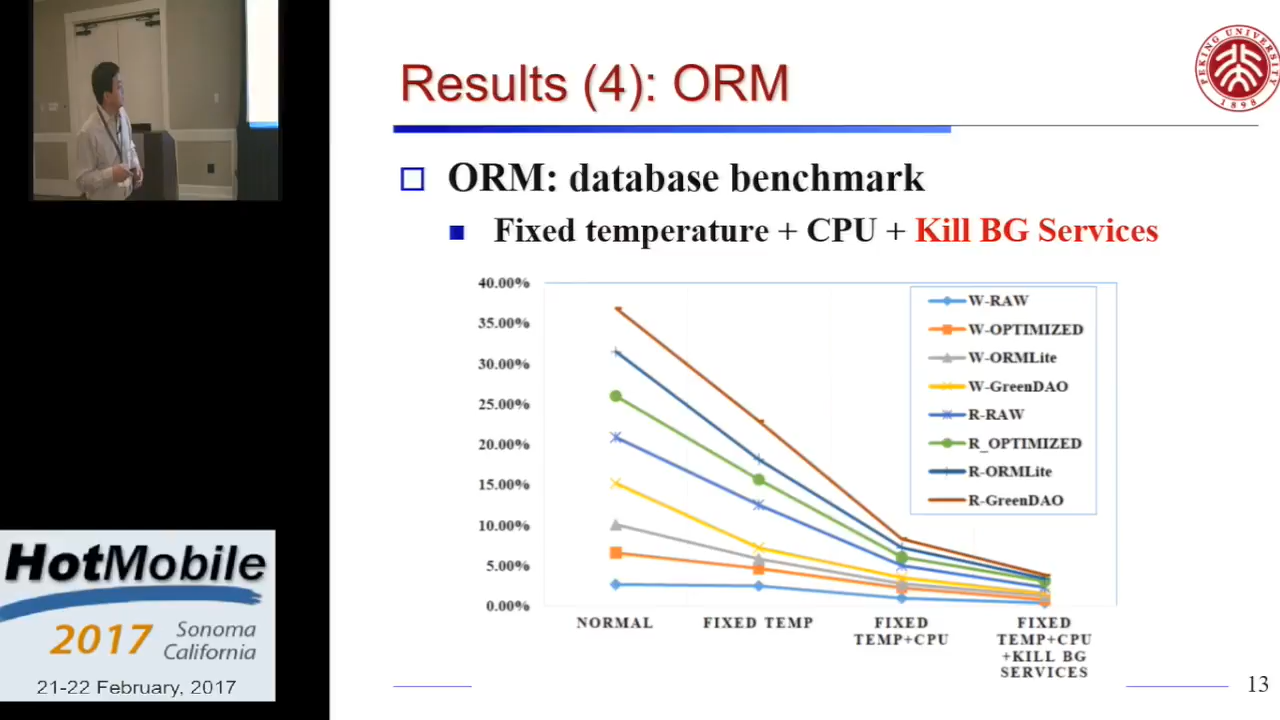 Results (4): ORM
PEKING UNIVERSITY
1898
ORM: database benchmark
Fixed temperature + CPU + Kill BG Services
40.00%
35.00%
30.00%
25.00%
20.00%
15.00%
10.00%
5.00%
0.00%
W-RAW
W-OPTIMIZED
W-ORMLite
W-GreenDAO
R-RAW
R_OPTIMIZED
R-ORMLite
R-GreenDAO
NORMAL
FIXED TEMP
FIXED
TEMP+CPU
FIXED
TEMP+CPU
+KILL BG
SERVICES
13
HotMobile
2017 Sonoma
California
21-22 February, 2017